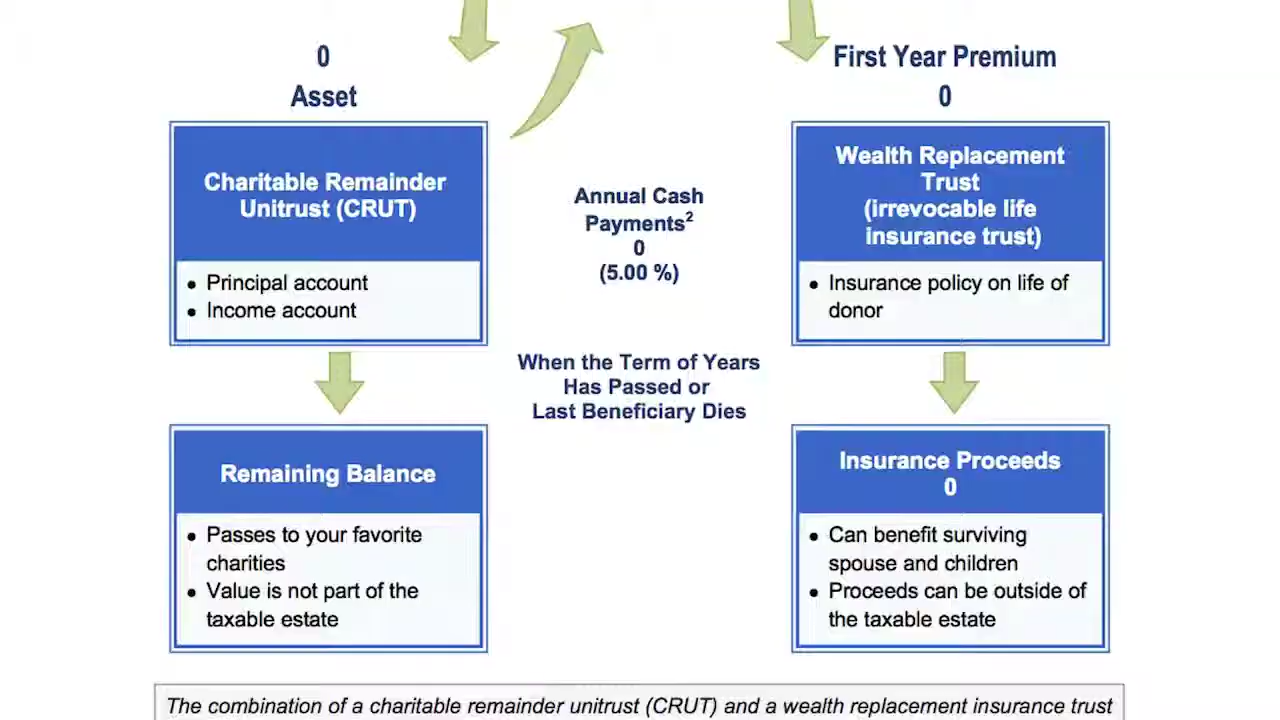 0
Asset
Charitable Remainder
Unitrust (CRUT)
• Principal account
• Income account
Annual Cash
Payments2
0
(5.00 %)
First Year Premium
0
Wealth Replacement
Trust
(irrevocable life
insurance trust)
• Insurance policy on life of
donor
When the Term of Years
Has Passed or
Last Beneficiary Dies
Remaining Balance
• Passes to your favorite
charities
• Value is not part of the
taxable estate
Insurance Proceeds
0
• Can benefit surviving
spouse and children
• Proceeds can be outside of
the taxable estate
The combination of a charitable remainder unitrust (CRUT) and a wealth replacement insurance trust